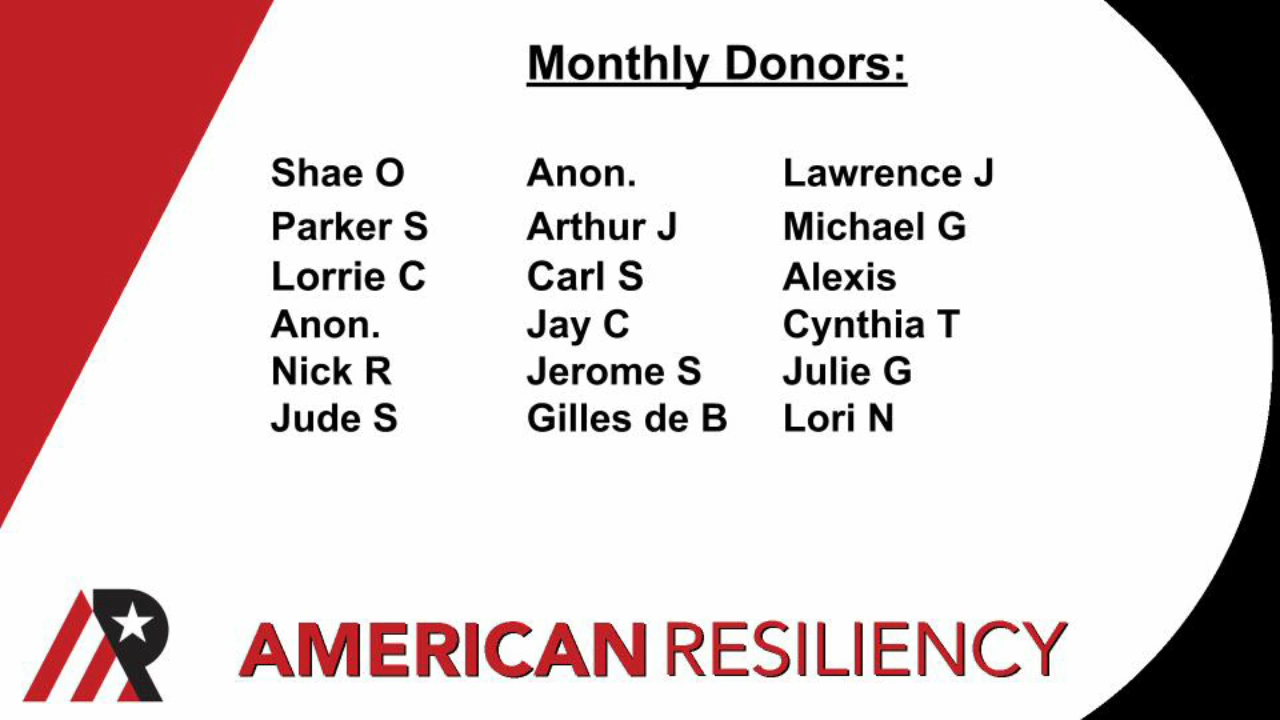 Monthly Donors:
Shae O
Parker S
Lorrie C
Anon.
Nick R
Jude S
Anon.
Arthur J
Carl S
Jay C
Jerome S
Gilles de B
Lawrence J
Michael G
Alexis
Cynthia T
Julie G
Lori N
AR
AMERICAN RESILIENCY